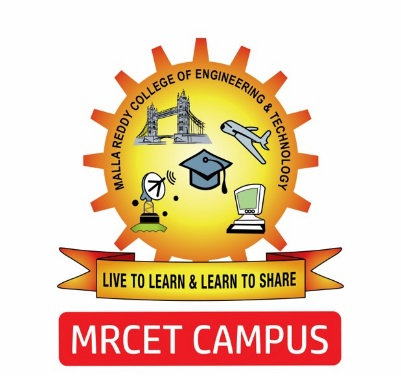 MALLA REDDY COLLEGE OF ENGINEERING & TECHNOLOGY
LIVE TO LEARN & LEARN TO SHARE
MRCET CAMPUS